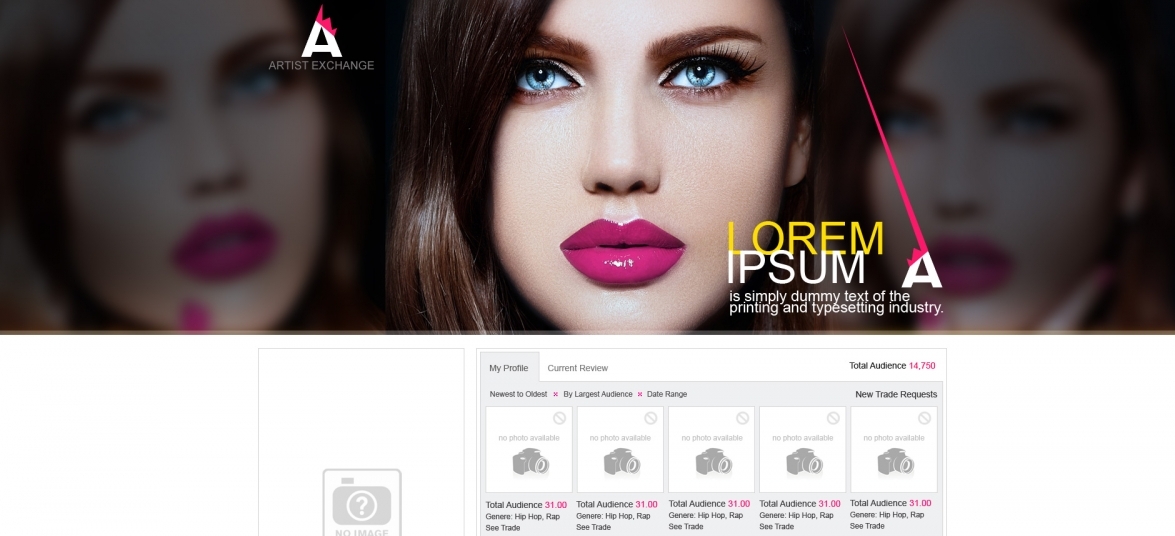 A
ARTIST EXCHANGE
LOREM
IPSUM
A
is simply dummy text of the
printing and typesetting industry.
My Profile Current Review Total Audience 14,750
Newest to Oldest By Largest Audience Date Range New Trade Requests
no photo available no photo available no photo available no photo available no photo available
Total Audience 31.00 Total Audience 31.00 Total Audience 31.00 Total Audience 31.00 Total Audience 31.00
Genere: Hip Hop, Rap Genere: Hip Hop, Rap Genere: Hip Hop, Rap Genere: Hip Hop, Rap Genere: Hip Hop, Rap
See Trade See Trade See Trade See Trade See Trade
?
NO IMAGE